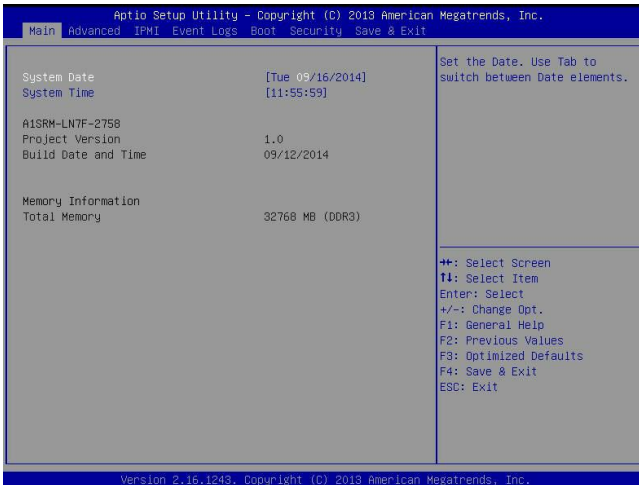 Aptio Setup Utility – Copyright (C) 2013 American Megatrends, Inc.
Main Advanced IPMI Event Logs Boot Security Save & Exit
System Date [Tue 09/16/2014]
System Time [11:55:59]
A1SRM-LN7F-2758
Project Version 1.0
Build Date and Time 09/12/2014
Memory Information
Total Memory 32768 MB (DDR3)
Set the Date. Use Tab to
switch between Date elements.
→←: Select Screen
↑↓: Select Item
Enter: Select
+/-: Change Opt.
F1: General Help
F2: Previous Values
F3: Optimized Defaults
F4: Save & Exit
ESC: Exit
Version 2.16.1243. Copyright (C) 2013 American Megatrends, Inc.